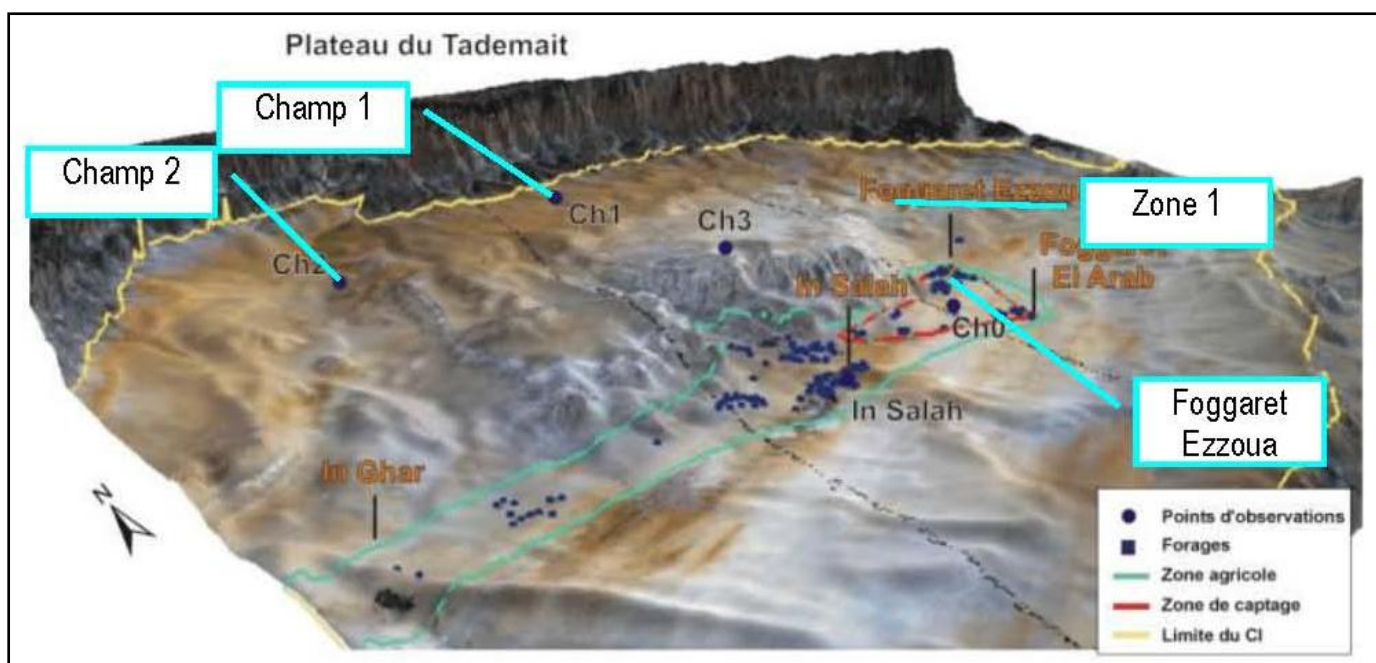 Plateau du Tademait
Champ 1
Champ 2
Zone 1
Foggaret
Ch1
Ch3
El Arab
In Salah
Ch0
In Salah
Foggaret
Ezzoua
In Ghar
N
Points d'observations
Forages
Zone agricole
Zone de captage
Limite du CI